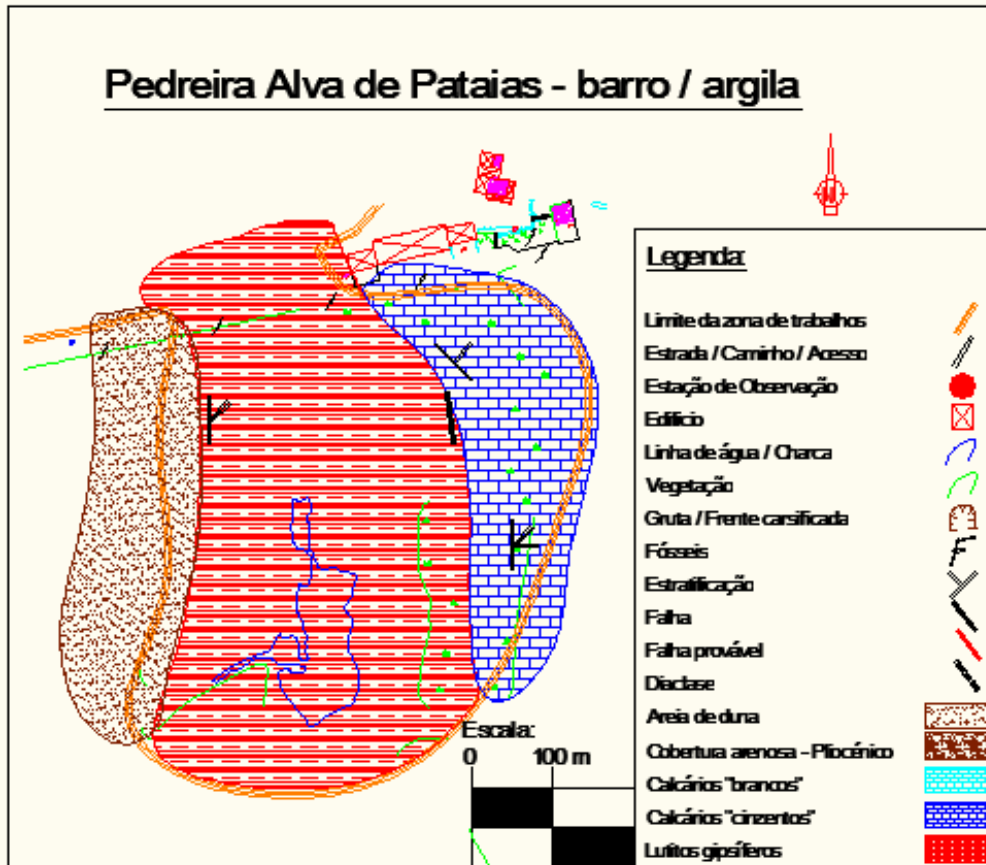 Pedreira Alva de Pataias - barro / argila
N
Legenda:
Limite da zona de trabalhos
Estrada / Caminho / Acesso
Estação de Observação
Edifício
Linha de água / Charca
Vegetação
Gruta / Frente carsificada
Fósseis
Estratificação
Falha
Falha provável
Diaclase
Areia de duna
Cobertura arenosa - Pliocénico
Calcários "brancos"
Calcários "cinzentos"
Lutitos gipsíferos
Escala:
0 100 m